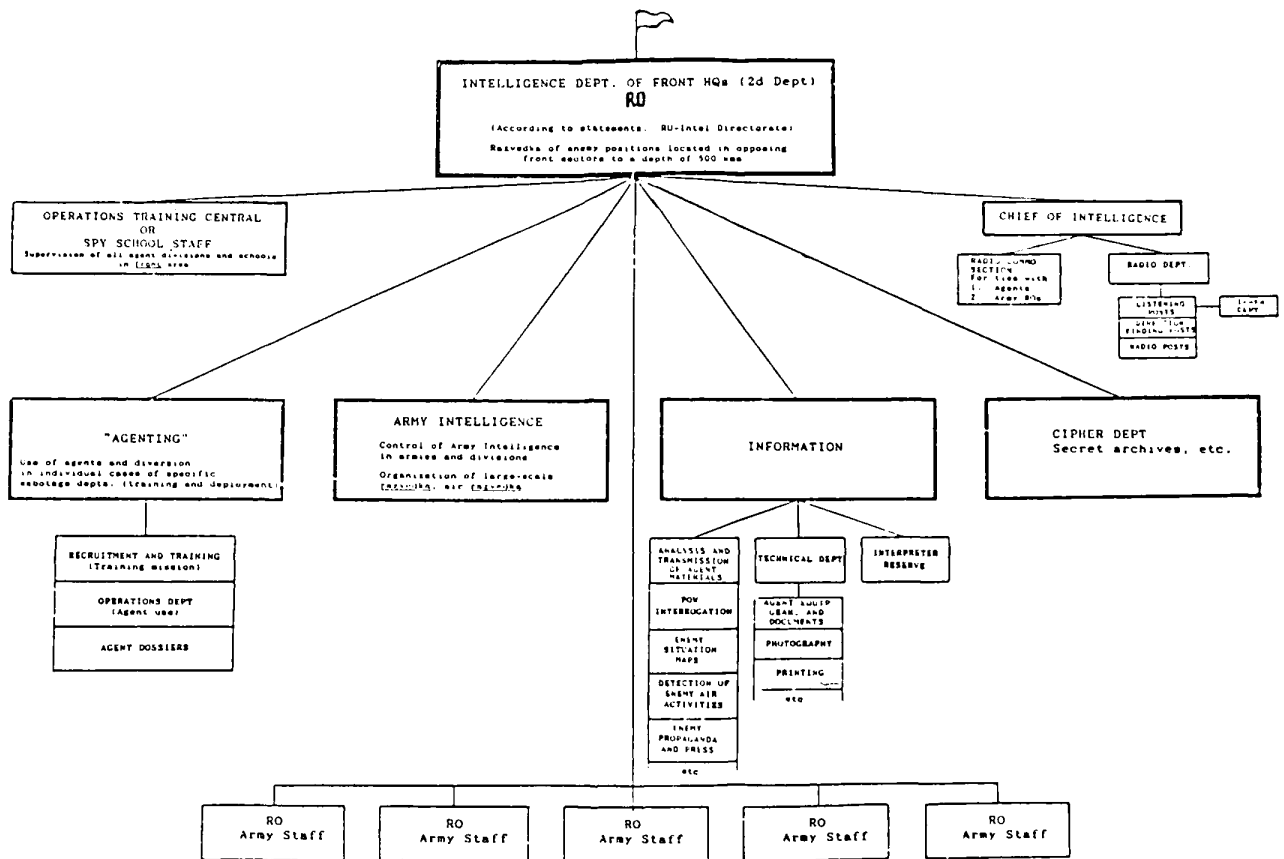 INTELLIGENCE DEPT. OF FRONT HQs (2d Dept)
RO
(According to statements. RU-Intel Directorate)
Razvedka of enemy positions located in opposing
front sectors to a depth of 500 kms
OPERATIONS TRAINING CENTRAL
OR
SPY SCHOOL STAFF
Supervision of all agent divisions and schools
in front area
CHIEF OF INTELLIGENCE
RADIO COMMO
SECTION
For ties with
1. Agents
2. Army ROs
RADIO DEPT.
LISTENING
POSTS
DEPT
DIRECTION
FINDING POSTS
RADIO POSTS
"AGENTING"
Use of agents and diversion
in individual cases of specific
sabotage depts. (training and deployment)
ARMY INTELLIGENCE
Control of Army Intelligence
in armies and divisions
Organization of large-scale
razvedka, air razvedka
INFORMATION
CIPHER DEPT
Secret archives, etc.
RECRUITMENT AND TRAINING
(Training mission)
OPERATIONS DEPT
(Agent use)
AGENT DOSSIERS
ANALYSIS AND
TRANSMISSION
OF AGENT
MATERIALS
POW
INTERROGATION
ENEMY
SITUATION
MAPS
DETECTION OF
ENEMY AIR
ACTIVITIES
ENEMY
PROPAGANDA
AND PRESS
etc
TECHNICAL DEPT
AGENT EQUIP
GEAR, AND
DOCUMENTS
PHOTOGRAPHY
PRINTING
etc
INTERPRETER
RESERVE
RO
Army Staff
RO
Army Staff
RO
Army Staff
RO
Army Staff
RO
Army Staff